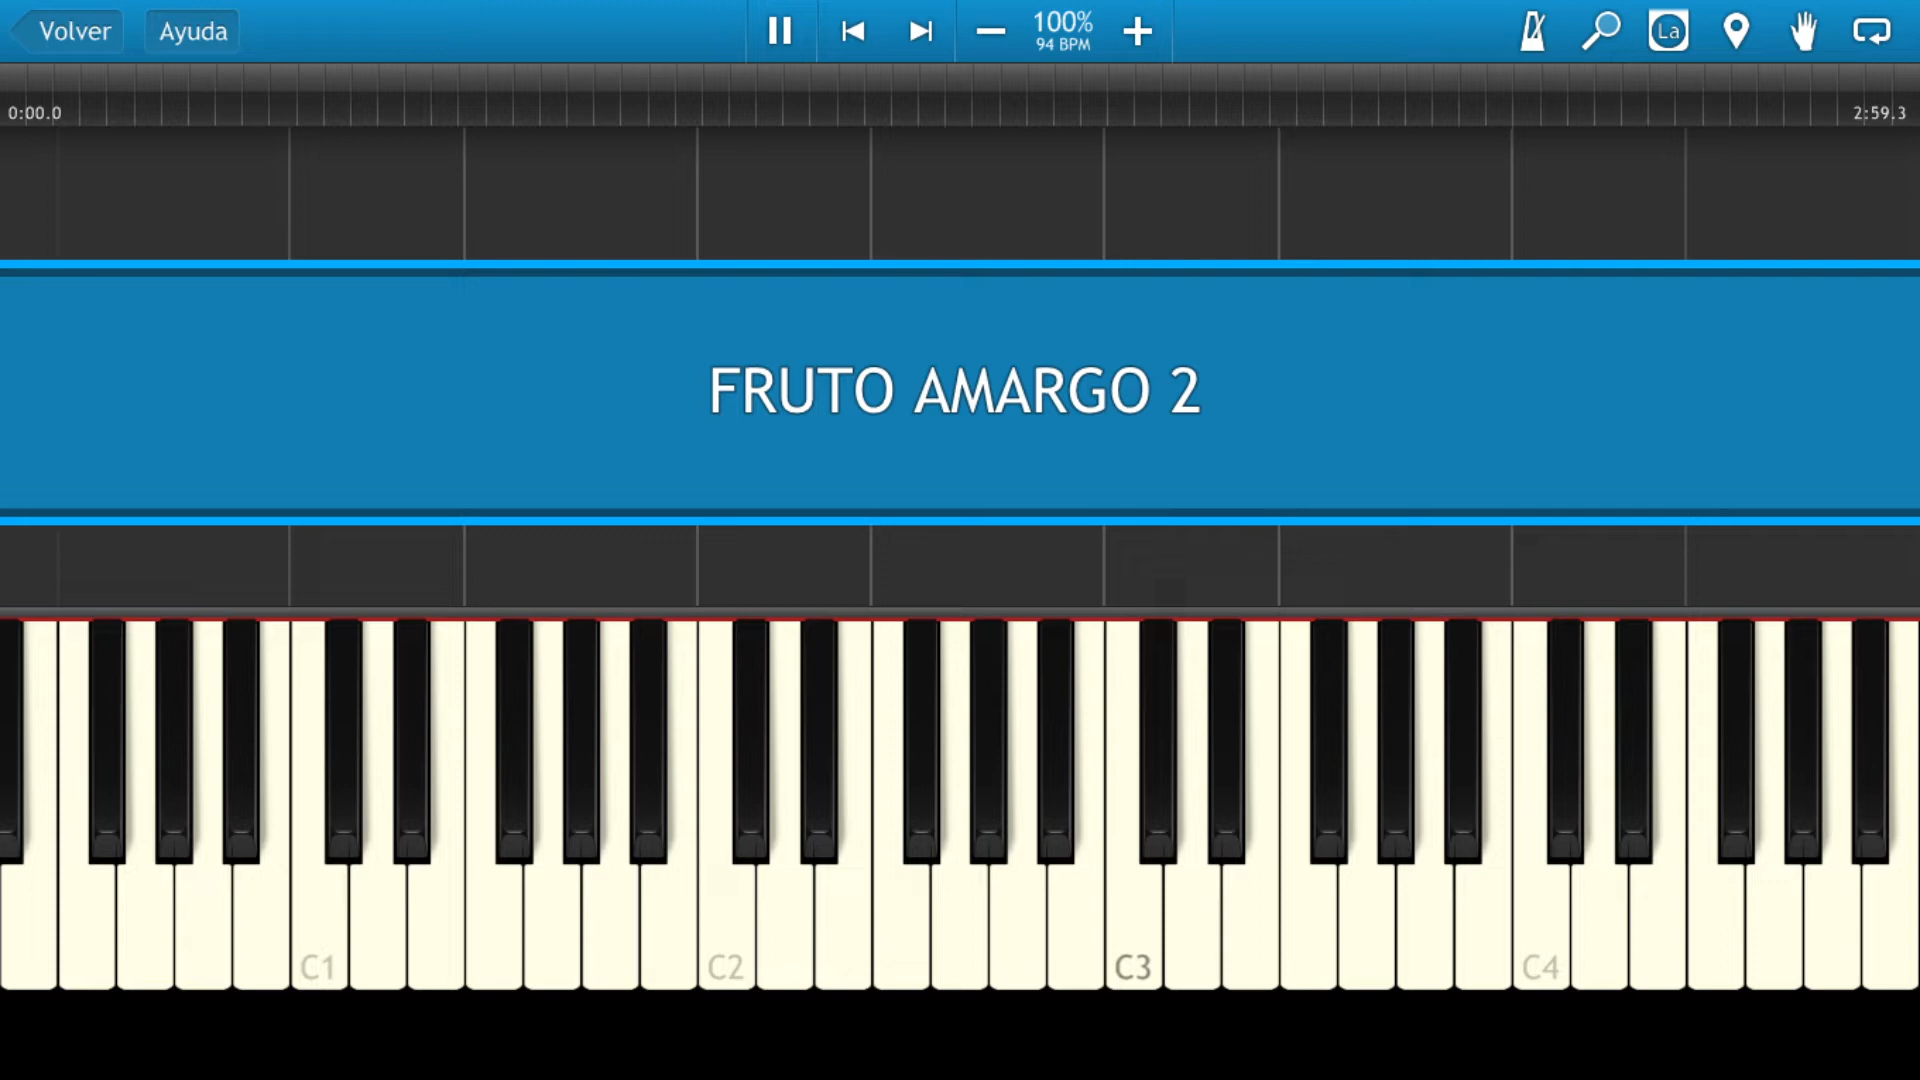 Volver Ayuda 100%
94 BPM La
0:00.0 2:59.3
FRUTO AMARGO 2
C1 C2 C3 C4